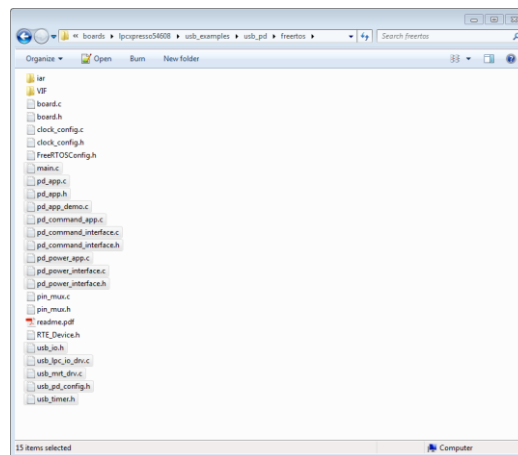 « boards ▸ lpcxpresso54608 ▸ usb_examples ▸ usb_pd ▸ freertos ▸
Search freertos
Organize ▾ Open Burn New folder
iar
VIF
board.c
board.h
clock_config.c
clock_config.h
FreeRTOSConfig.h
main.c
pd_app.c
pd_app.h
pd_app_demo.c
pd_command_app.c
pd_command_interface.c
pd_command_interface.h
pd_power_app.c
pd_power_interface.c
pd_power_interface.h
pin_mux.c
pin_mux.h
readme.pdf
RTE_Device.h
usb_io.h
usb_lpc_io_drv.c
usb_mrt_drv.c
usb_pd_config.h
usb_timer.h
15 items selected
Computer